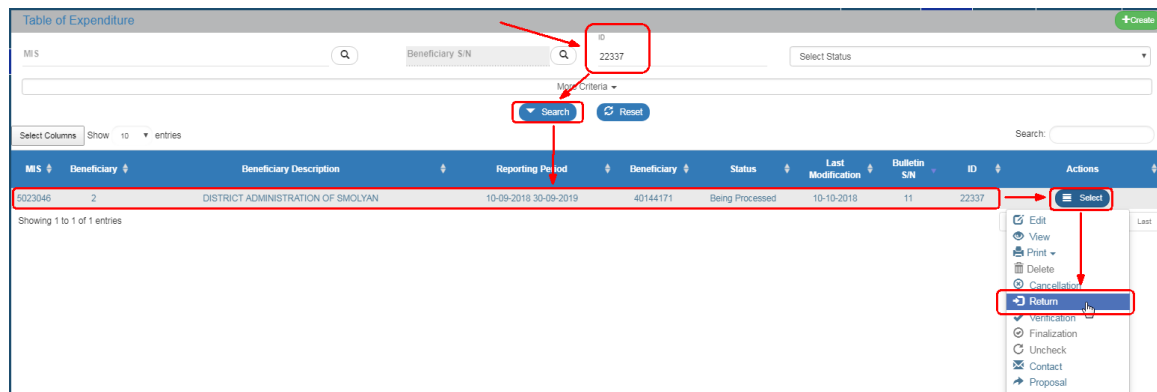 Table of Expenditure
+Create
ID
MIS
Beneficiary S/N
22337
Select Status
More Criteria
Search
Reset
Select Columns Show 10 entries
Search:
MIS Beneficiary Beneficiary Description Reporting Period Beneficiary Status Last Modification Bulletin S/N ID Actions
5023046 2 DISTRICT ADMINISTRATION OF SMOLYAN 10-09-2018 30-09-2019 40144171 Being Processed 10-10-2018 11 22337 Select
Showing 1 to 1 of 1 entries
Last
Edit
View
Print
Delete
Cancellation
Return
Verification
Finalization
Uncheck
Contact
Proposal